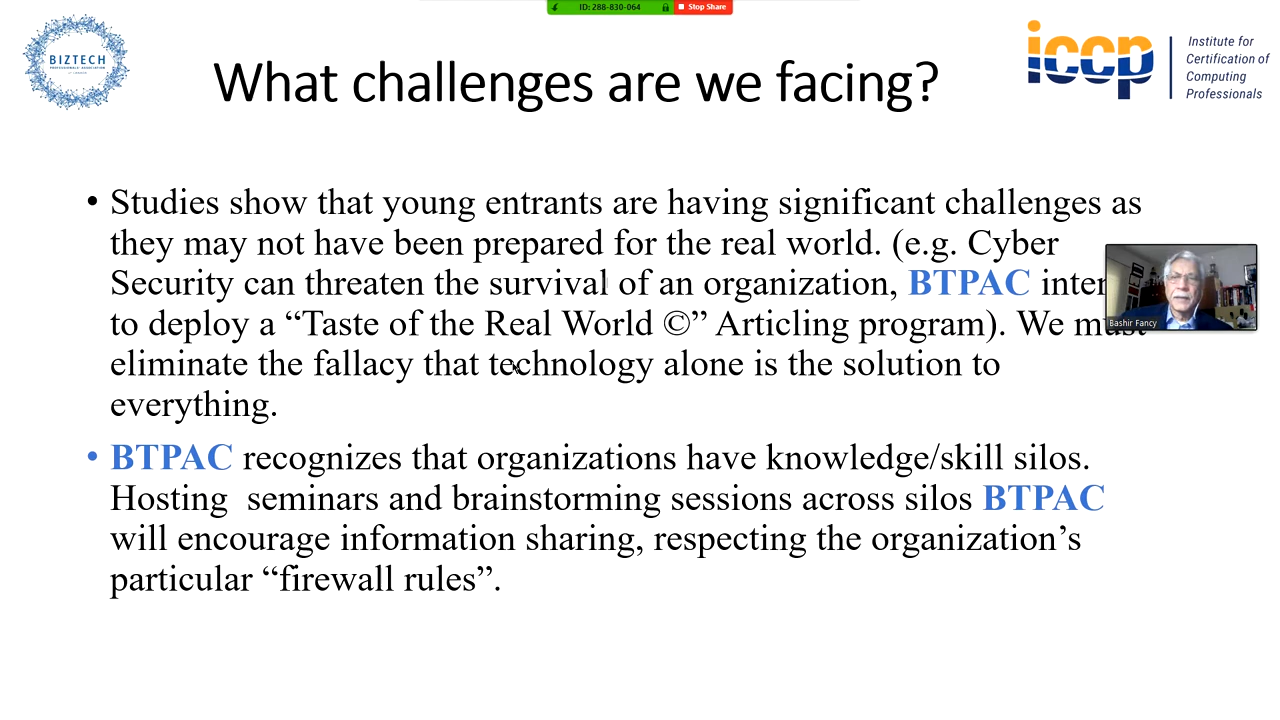 ID: 288-830-064
Stop Share
BIZTECH
What challenges are we facing?
iccp
Institute for
Certification of
Computing
Professionals
• Studies show that young entrants are having significant challenges as
they may not have been prepared for the real world. (e.g. Cyber
Security can threaten the survival of an organization, BTPAC
to deploy a “Taste of the Real World ©” Articling program). We
eliminate the fallacy that technology alone is the solution to
everything.
Bashir Fancy
• BTPAC recognizes that organizations have knowledge/skill silos.
Hosting seminars and brainstorming sessions across silos BTPAC
will encourage information sharing, respecting the organization’s
particular “firewall rules”.